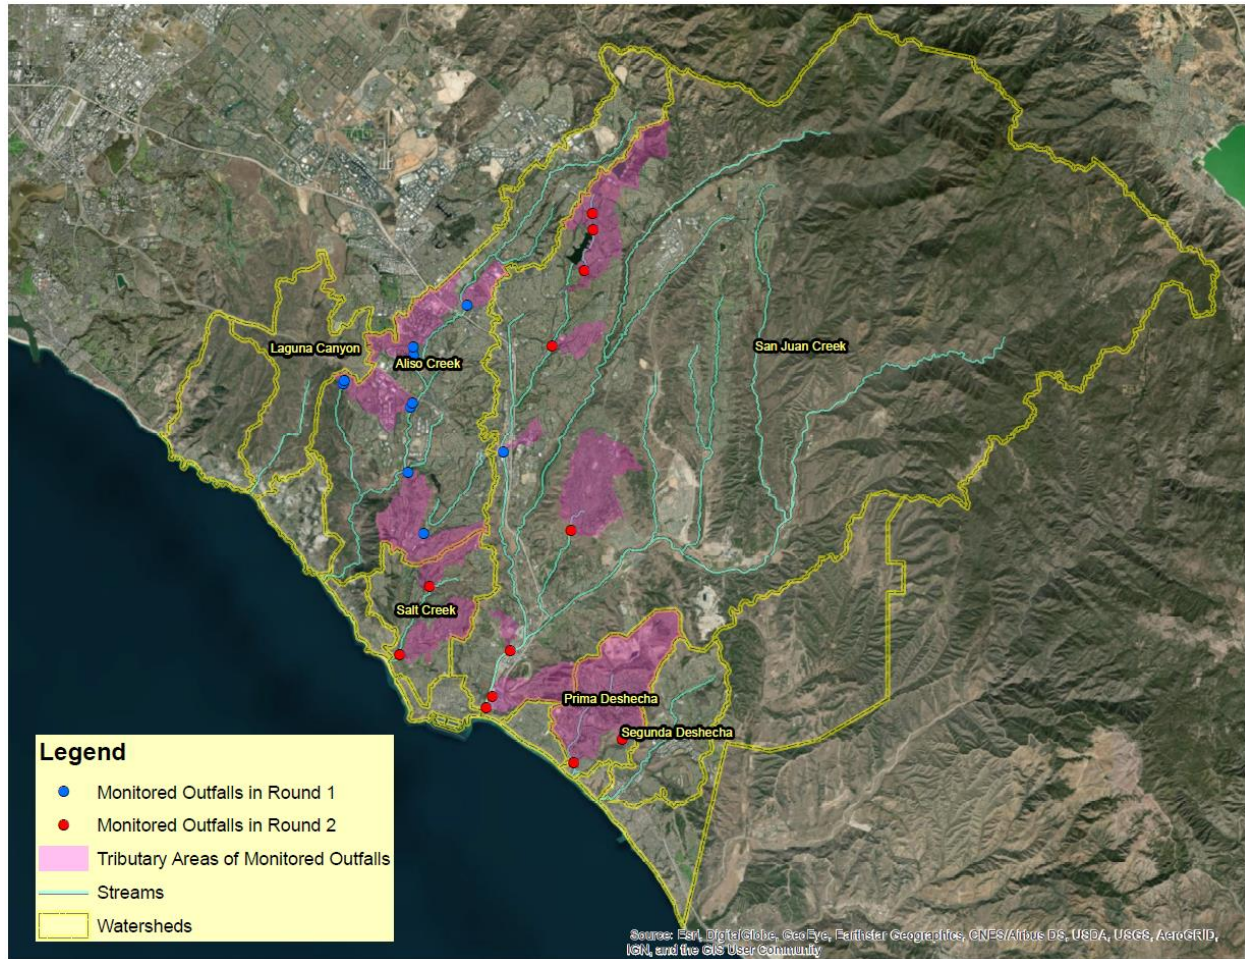 Laguna Canyon
Aliso Creek
San Juan Creek
Salt Creek
Prima Deshecha
Segunda Deshecha
Legend
Monitored Outfalls in Round 1
Monitored Outfalls in Round 2
Tributary Areas of Monitored Outfalls
Streams
Watersheds
Source: Esri, DigitalGlobe, GeoEye, Earthstar Geographics, CNES/Airbus DS, USDA, USGS, AeroGRID,
IGN, and the GIS User Community